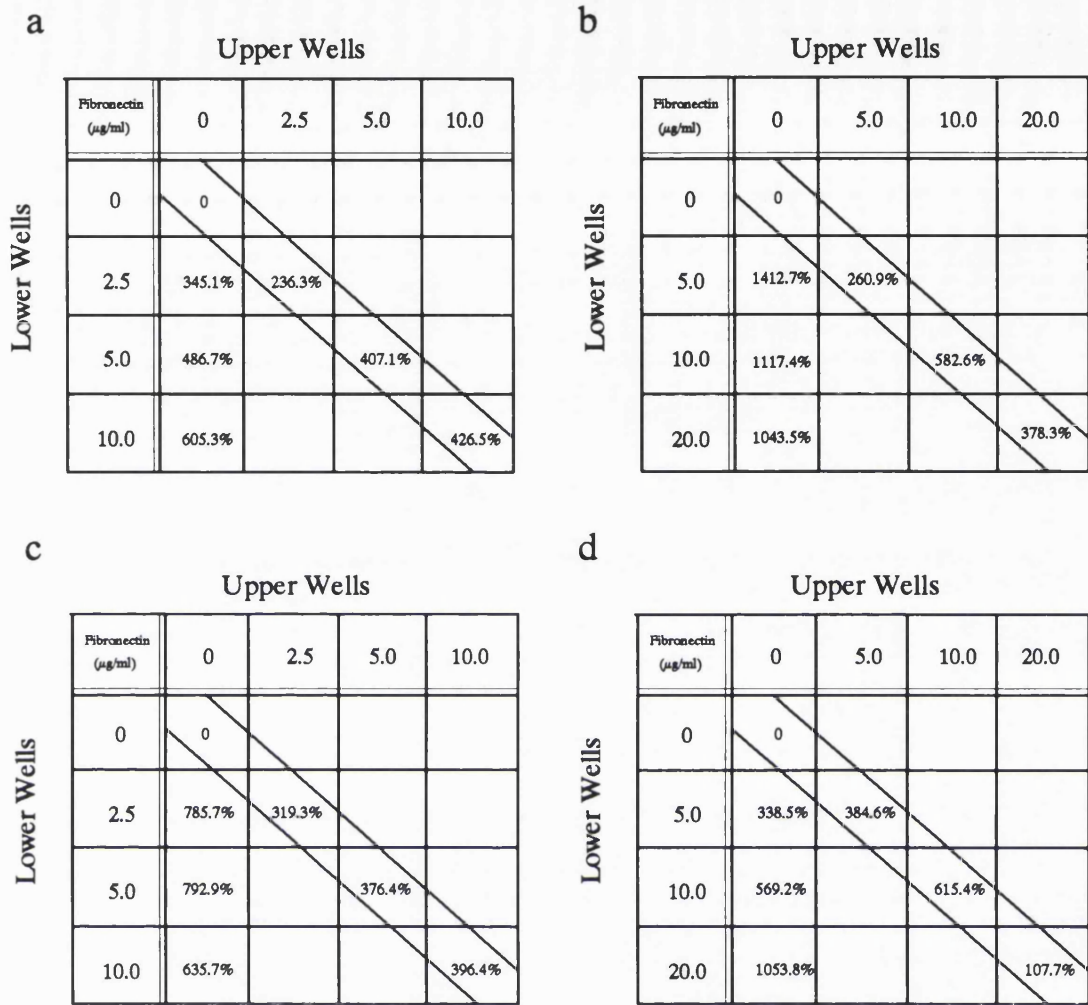 a
Upper Wells
Fibronectin
(μg/ml)
0 2.5 5.0 10.0
Lower Wells
0 0
2.5 345.1% 236.3%
5.0 486.7% 407.1%
10.0 605.3% 426.5%
b
Upper Wells
Fibronectin
(μg/ml)
0 5.0 10.0 20.0
Lower Wells
0 0
5.0 1412.7% 260.9%
10.0 1117.4% 582.6%
20.0 1043.5% 378.3%
c
Upper Wells
Fibronectin
(μg/ml)
0 2.5 5.0 10.0
Lower Wells
0 0
2.5 785.7% 319.3%
5.0 792.9% 376.4%
10.0 635.7% 396.4%
d
Upper Wells
Fibronectin
(μg/ml)
0 5.0 10.0 20.0
Lower Wells
0 0
5.0 338.5% 384.6%
10.0 569.2% 615.4%
20.0 1053.8% 107.7%